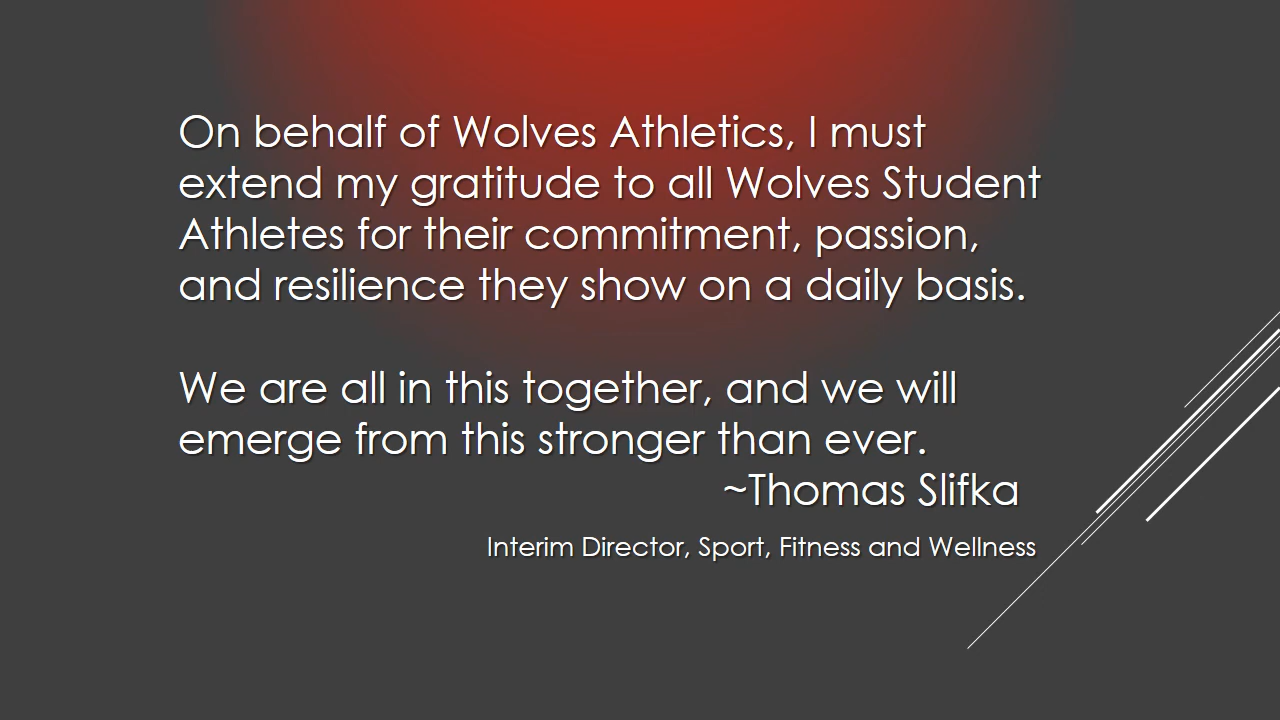 On behalf of Wolves Athletics, I must
extend my gratitude to all Wolves Student
Athletes for their commitment, passion,
and resilience they show on a daily basis.
We are all in this together, and we will
emerge from this stronger than ever.
~Thomas Slifka
Interim Director, Sport, Fitness and Wellness